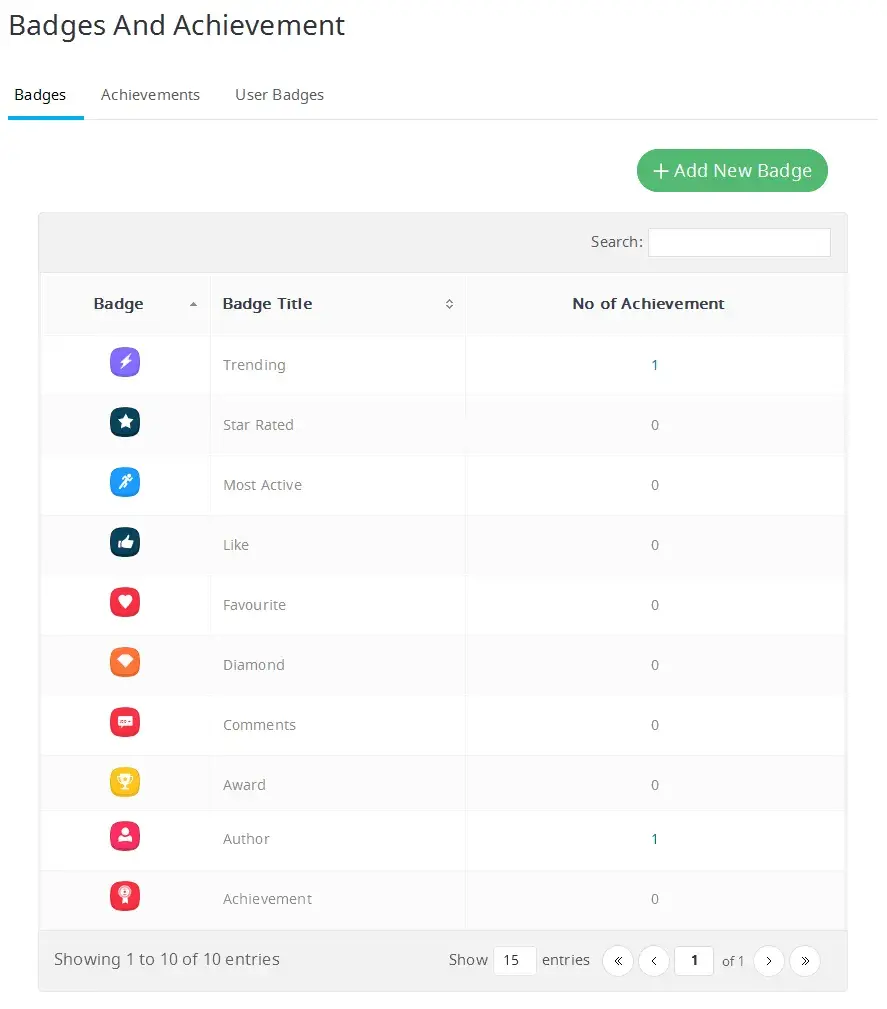 Badges And Achievement
Badges Achievements User Badges
+ Add New Badge
Search:
Badge Badge Title No of Achievement
Trending 1
Star Rated 0
Most Active 0
Like 0
Favourite 0
Diamond 0
Comments 0
Award 0
Author 1
Achievement 0
Showing 1 to 10 of 10 entries Show 15 entries « ‹ 1 of 1 › »